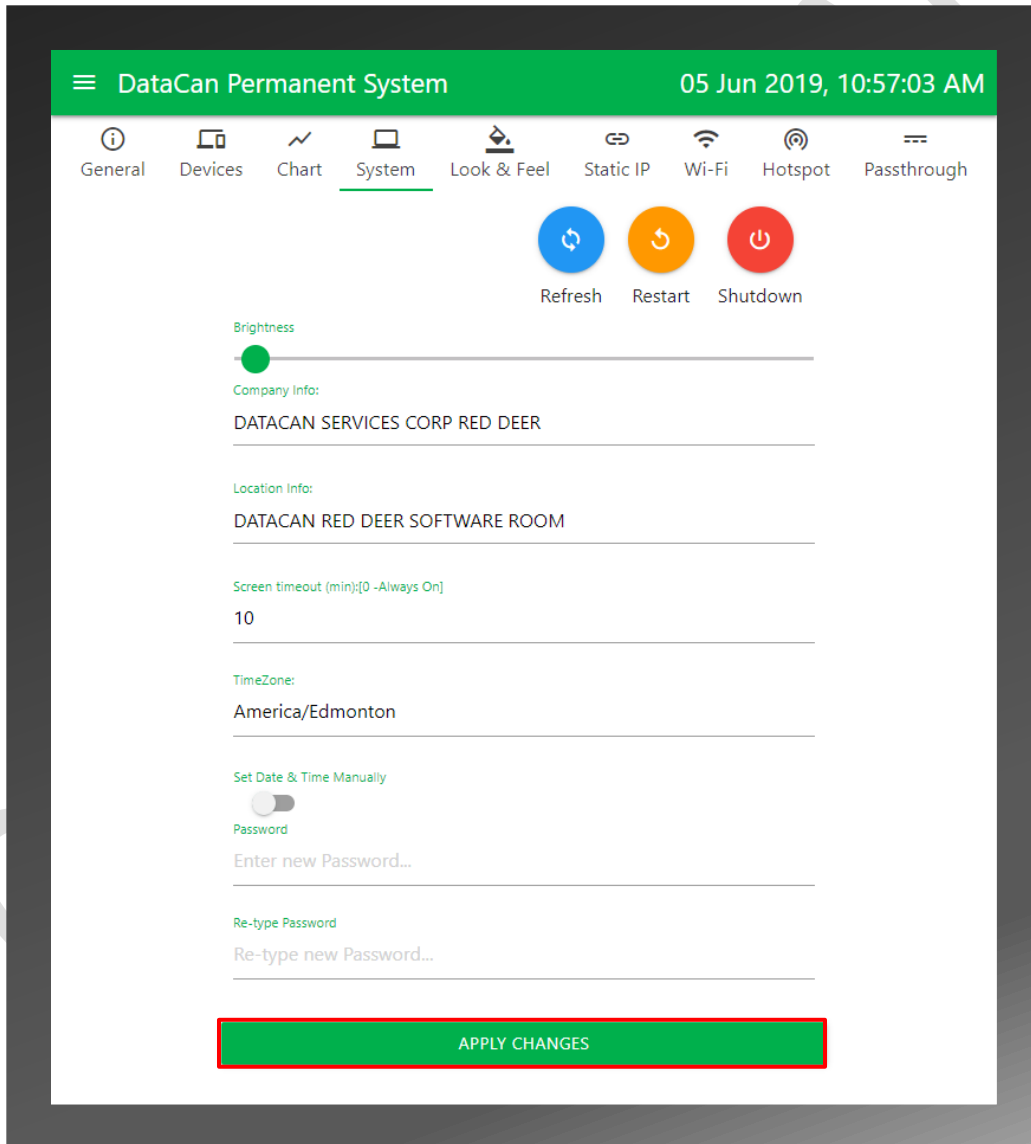 DataCan Permanent System 05 Jun 2019, 10:57:03 AM
General Devices Chart System Look & Feel Static IP Wi-Fi Hotspot Passthrough
Refresh Restart Shutdown
Brightness
Company Info:
DATACAN SERVICES CORP RED DEER
Location Info:
DATACAN RED DEER SOFTWARE ROOM
Screen timeout (min):[0 -Always On]
10
TimeZone:
America/Edmonton
Set Date & Time Manually
Password
Enter new Password...
Re-type Password
Re-type new Password...
APPLY CHANGES